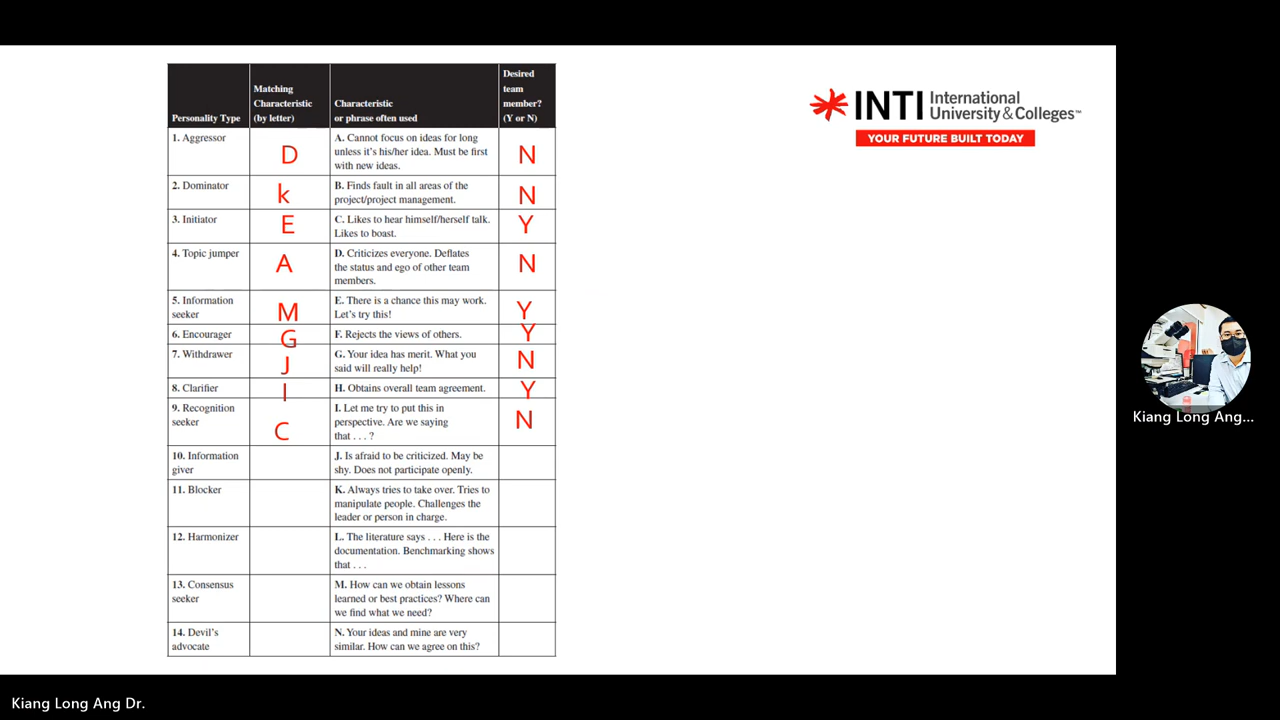 Desired
Matching team
Characteristic Characteristic member?
Personality Type (by letter) or phrase often used (Y or N)
1. Aggressor D A. Cannot focus on ideas for long N
unless it's his/her idea. Must be first
with new ideas.
2. Dominator k B. Finds fault in all areas of the N
project/project management.
3. Initiator E C. Likes to hear himself/herself talk. Y
Likes to boast.
4. Topic jumper A D. Criticizes everyone. Deflates N
the status and ego of other team
members.
5. Information M E. There is a chance this may work. Y
seeker Let's try this!
6. Encourager G F. Rejects the views of others. Y
7. Withdrawer J G. Your idea has merit. What you N
said will really help!
8. Clarifier I H. Obtains overall team agreement. Y
9. Recognition C I. Let me try to put this in N
seeker perspective. Are we saying
that . . . ?
10. Information J. Is afraid to be criticized. May be
giver shy. Does not participate openly.
11. Blocker K. Always tries to take over. Tries to
manipulate people. Challenges the
leader or person in charge.
12. Harmonizer L. The literature says . . . Here is the
documentation. Benchmarking shows
that . . .
13. Consensus M. How can we obtain lessons
seeker learned or best practices? Where can
we find what we need?
14. Devil's N. Your ideas and mine are very
advocate similar. How can we agree on this?
INTI International
University & Colleges™
YOUR FUTURE BUILT TODAY
Kiang Long Ang...
Kiang Long Ang Dr.